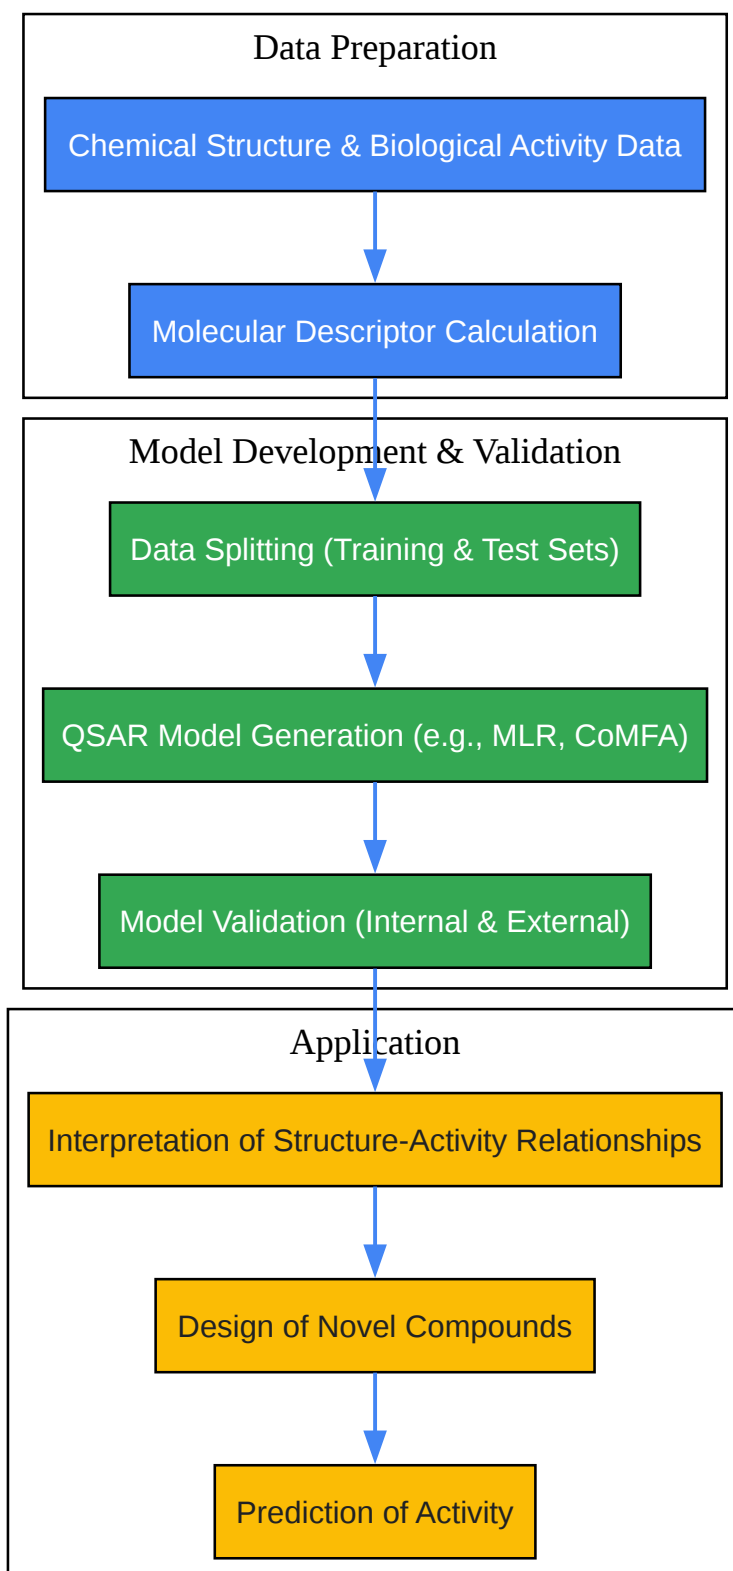 Data Preparation
Chemical Structure & Biological Activity Data
Molecular Descriptor Calculation
Model Development & Validation
Data Splitting (Training & Test Sets)
QSAR Model Generation (e.g., MLR, CoMFA)
Model Validation (Internal & External)
Application
Interpretation of Structure-Activity Relationships
Design of Novel Compounds
Prediction of Activity